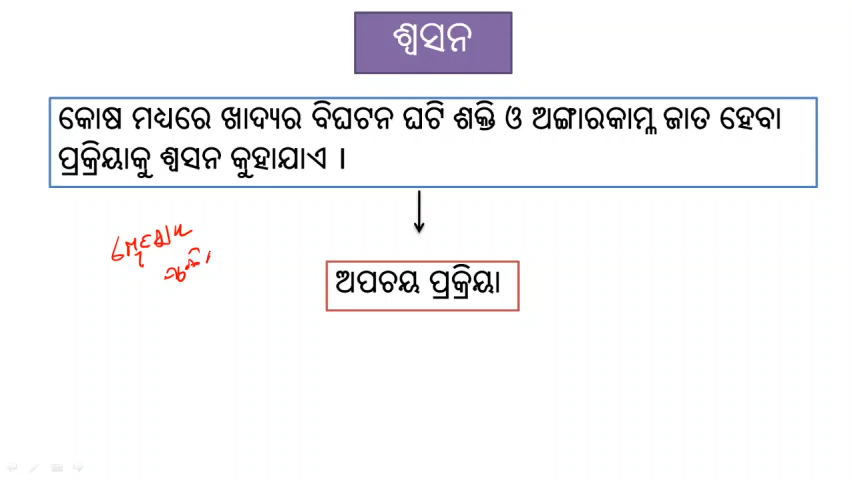 ଶ୍ୱସନ
କୋଷ ମଧ୍ୟରେ ଖାଦ୍ୟର ବିଘଟନ ଘଟି ଶକ୍ତି ଓ ଅଙ୍ଗାରକାମ୍ଳ ଜାତ ହେବା
ପ୍ରକ୍ରିୟାକୁ ଶ୍ୱସନ କୁହାଯାଏ ।
ଅପଚୟ ପ୍ରକ୍ରିୟା